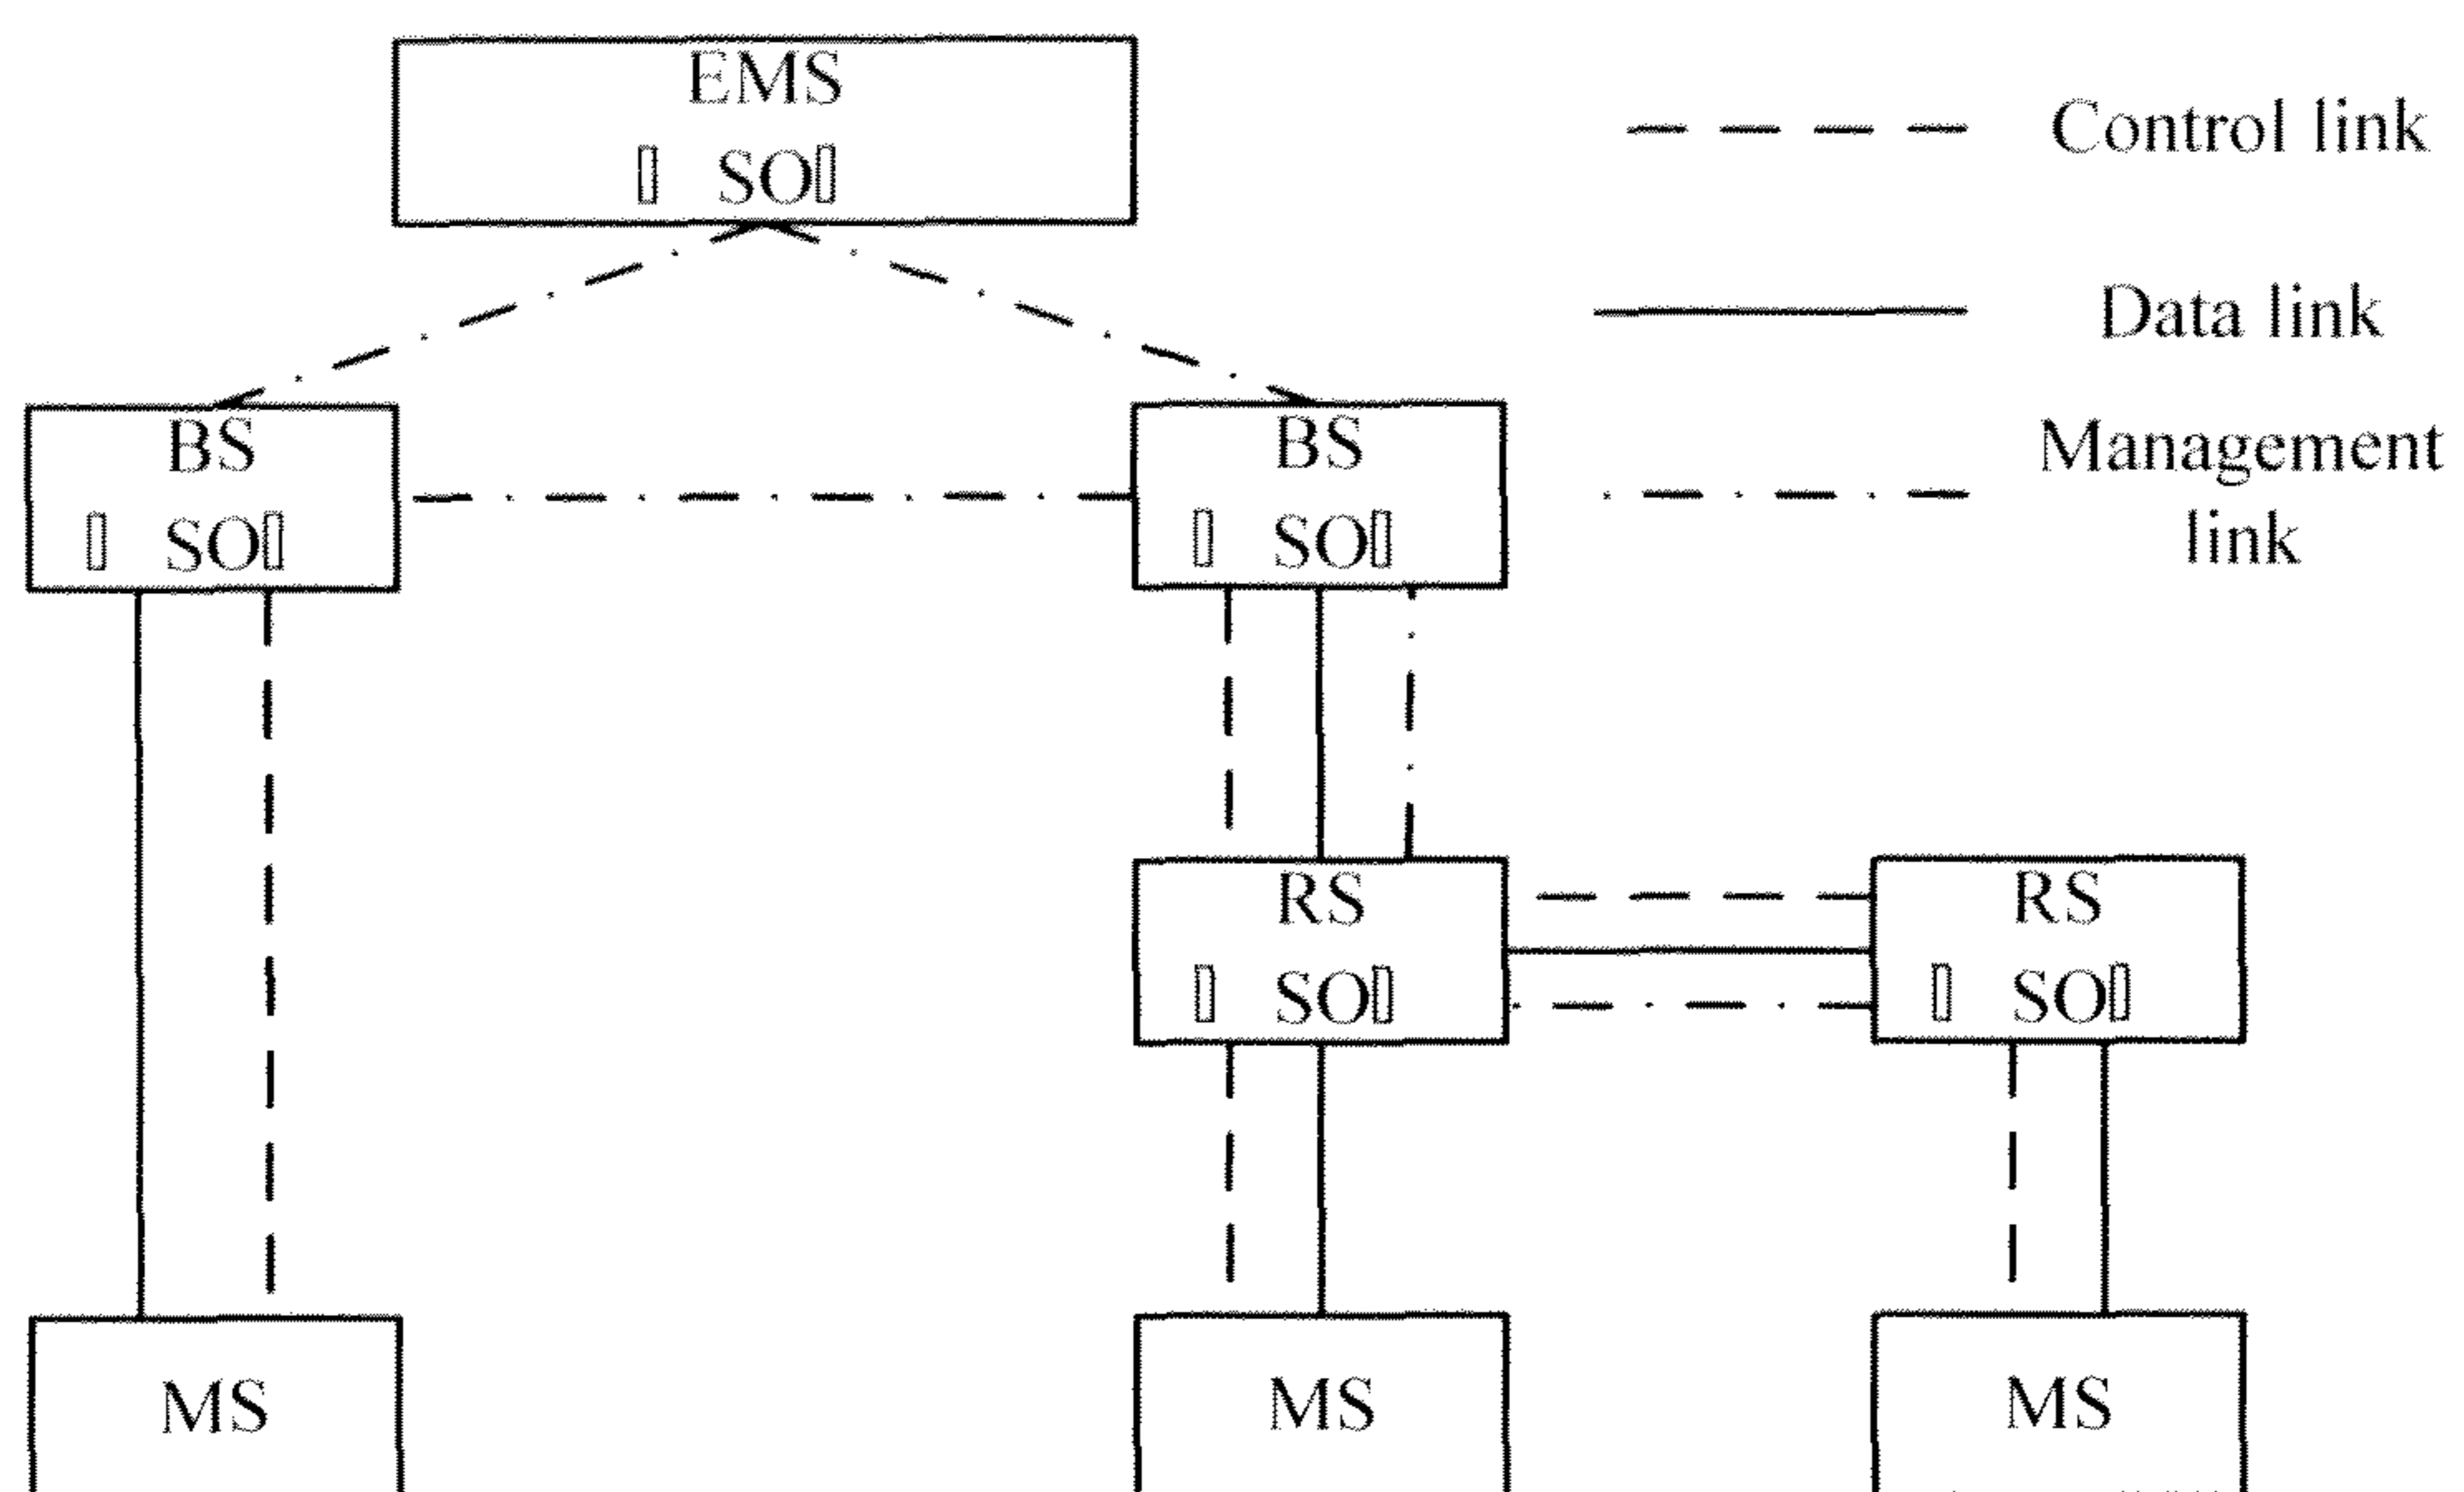 EMS
▯ SO▯
Control link
Data link
BS
▯ SO▯
BS
▯ SO▯
Management
link
RS
▯ SO▯
RS
▯ SO▯
MS
MS
MS